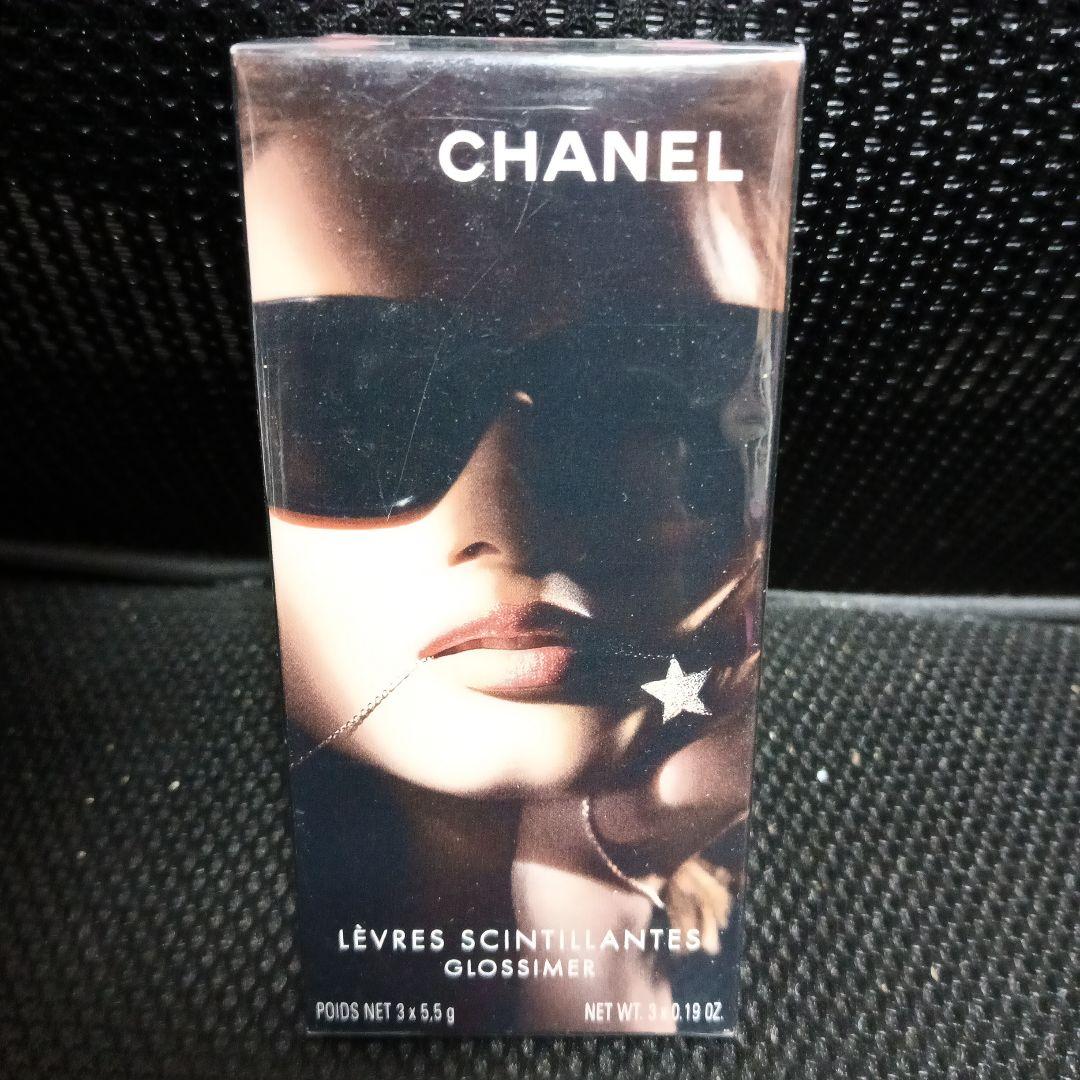 CHANEL
LÈVRES SCINTILLANTES
GLOSSIMER
POIDS NET 3 x 5,5 g NET WT. 3 x 0.19 OZ.